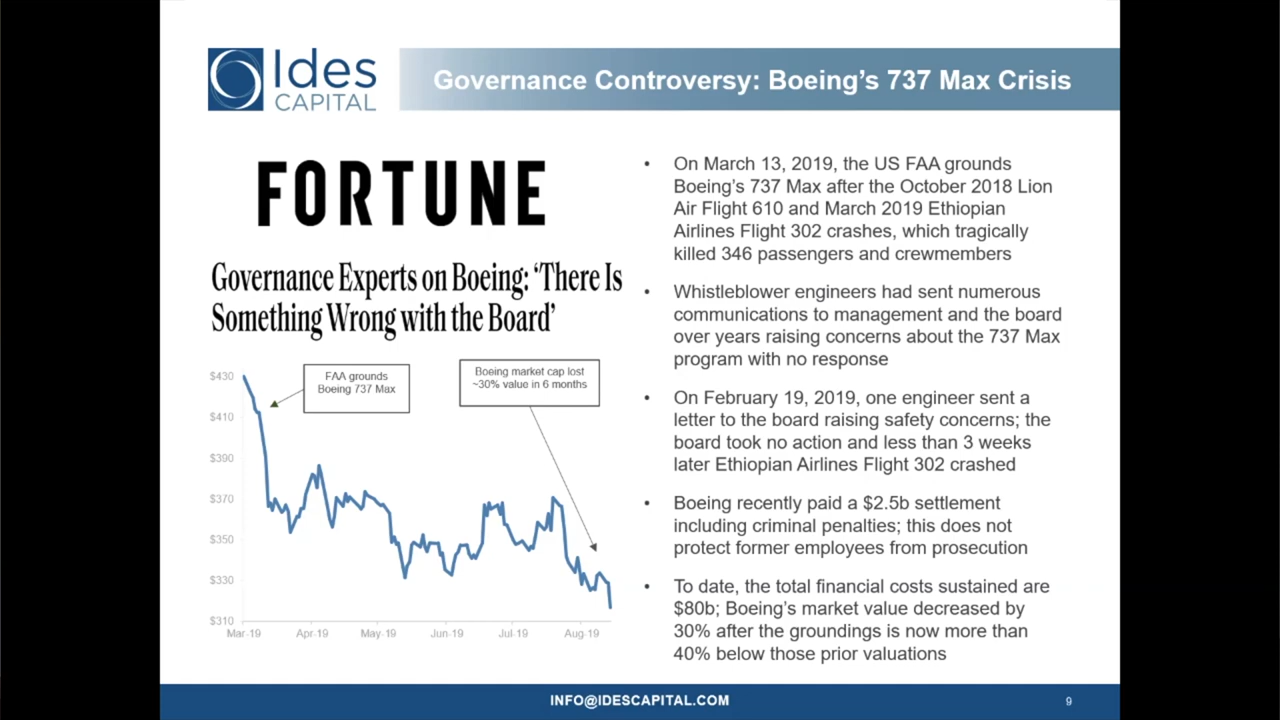 Ides
CAPITAL
Governance Controversy: Boeing's 737 Max Crisis
FORTUNE
Governance Experts on Boeing: ‘There Is
Something Wrong with the Board’
$430
$410
$390
$370
$350
$330
$310
Mar-19
Apr-19
May-19
Jun-19
Jul-19
Aug-19
FAA grounds
Boeing 737 Max
Boeing market cap lost
~30% value in 6 months
• On March 13, 2019, the US FAA grounds
Boeing's 737 Max after the October 2018 Lion
Air Flight 610 and March 2019 Ethiopian
Airlines Flight 302 crashes, which tragically
killed 346 passengers and crewmembers
• Whistleblower engineers had sent numerous
communications to management and the board
over years raising concerns about the 737 Max
program with no response
• On February 19, 2019, one engineer sent a
letter to the board raising safety concerns; the
board took no action and less than 3 weeks
later Ethiopian Airlines Flight 302 crashed
• Boeing recently paid a $2.5b settlement
including criminal penalties; this does not
protect former employees from prosecution
• To date, the total financial costs sustained are
$80b; Boeing's market value decreased by
30% after the groundings is now more than
40% below those prior valuations
INFO@IDESCAPITAL.COM
9